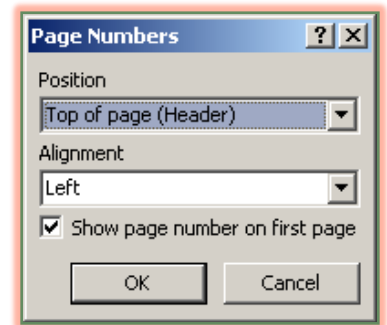 Page Numbers
Position
Top of page (Header)
Alignment
Left
Show page number on first page
OK Cancel